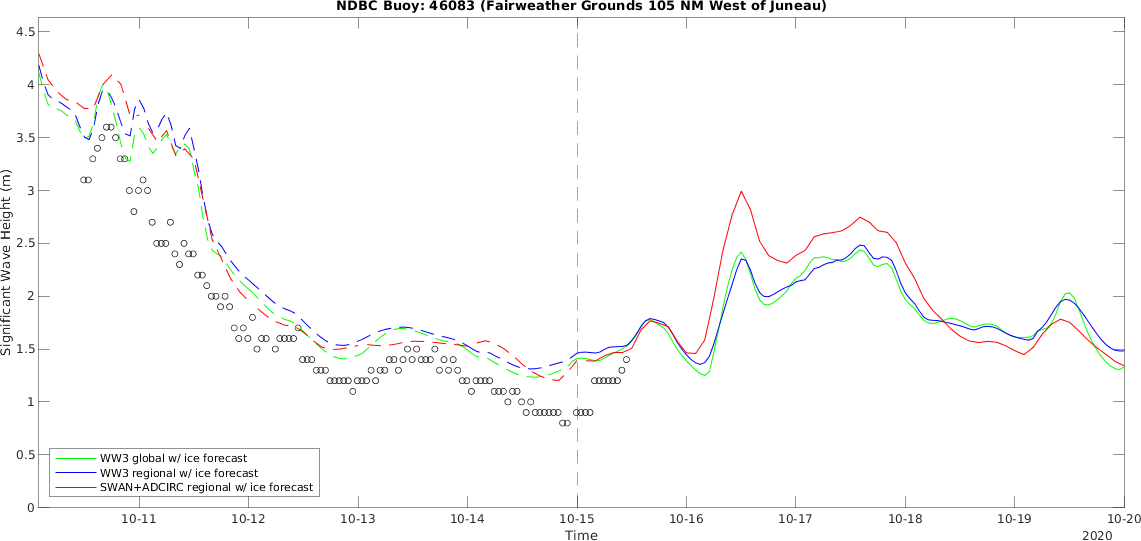 NDBC Buoy: 46083 (Fairweather Grounds 105 NM West of Juneau)
4.5
4
3.5
3
2.5
2
1.5
1
0.5
0
Significant Wave Height (m)
WW3 global w/ ice forecast
WW3 regional w/ ice forecast
SWAN+ADCIRC regional w/ ice forecast
10-11 10-12 10-13 10-14 10-15 10-16 10-17 10-18 10-19 10-20
Time
2020